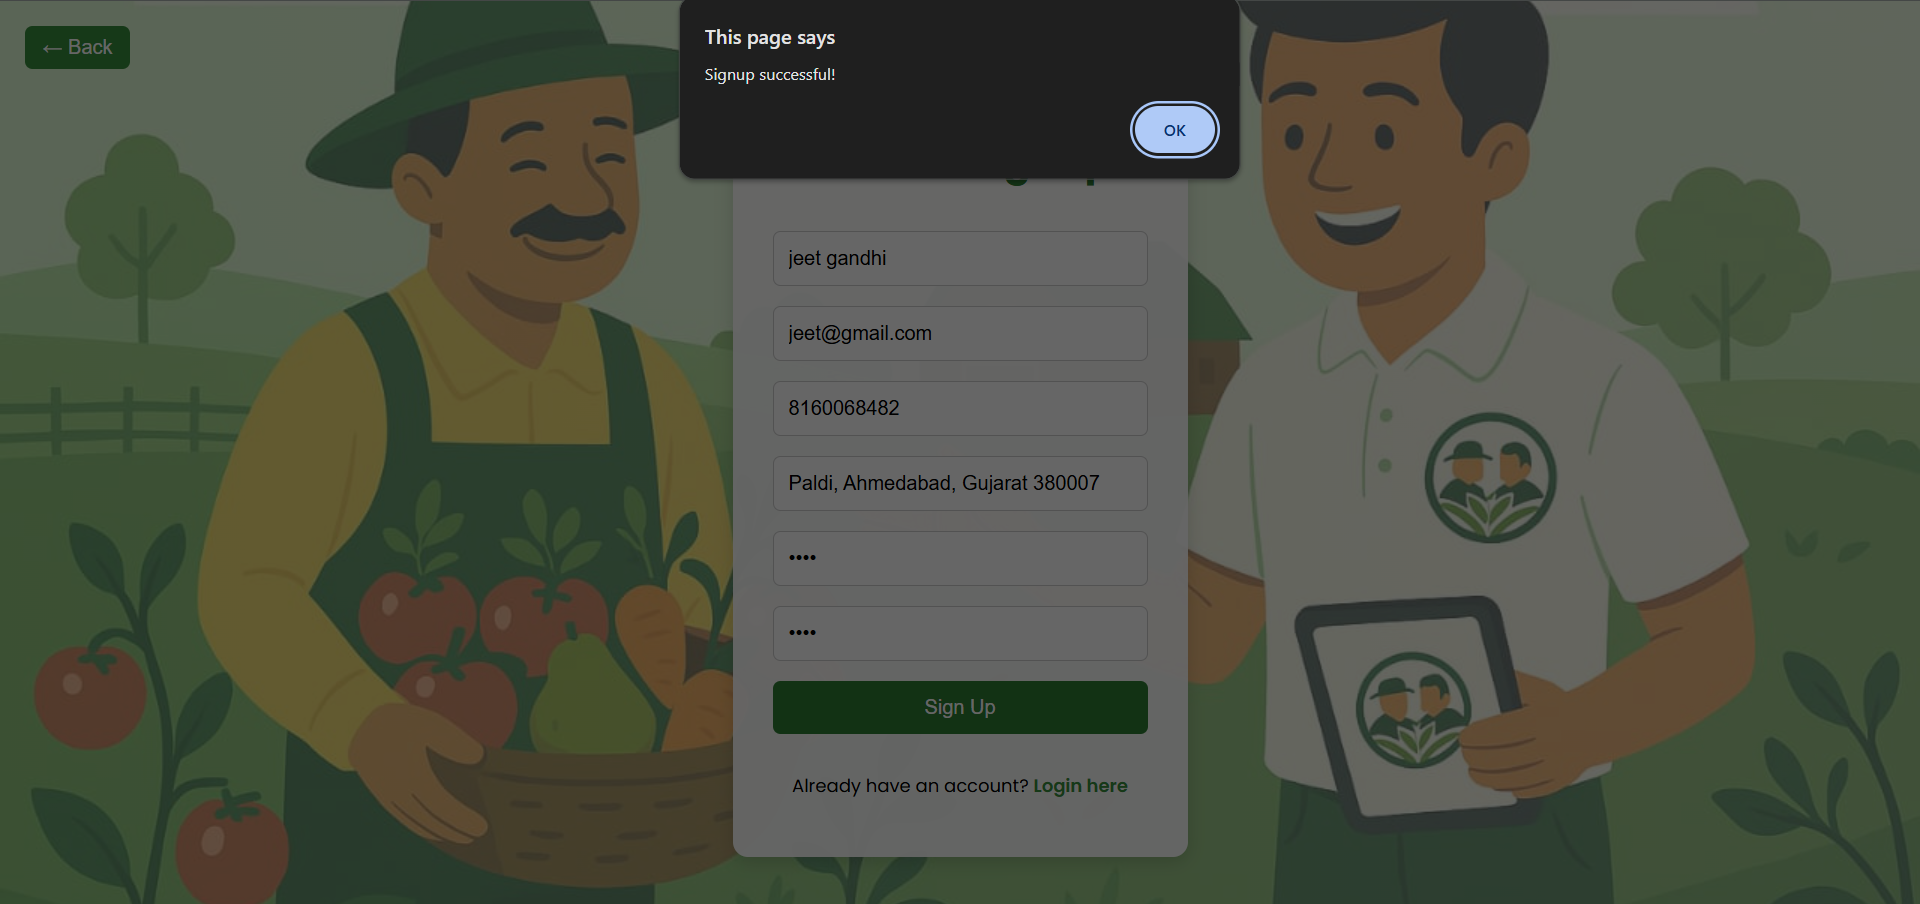 ← Back
This page says
Signup successful!
OK
jeet gandhi
jeet@gmail.com
8160068482
Paldi, Ahmedabad, Gujarat 380007
••••
••••
Sign Up
Already have an account? Login here